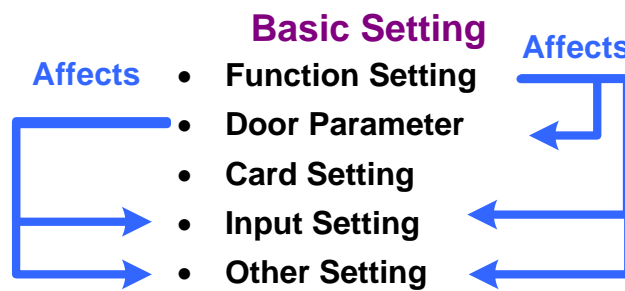 Basic Setting
Affects
Affects
• Function Setting
• Door Parameter
• Card Setting
• Input Setting
• Other Setting